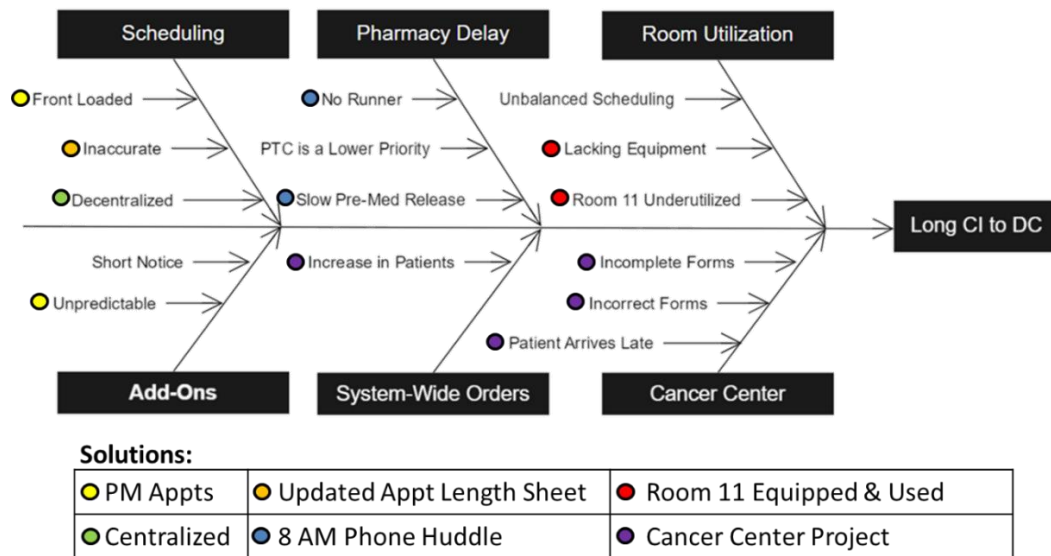 Scheduling
Pharmacy Delay
Room Utilization
Front Loaded
No Runner
Unbalanced Scheduling
Inaccurate
PTC is a Lower Priority
Lacking Equipment
Decentralized
Slow Pre-Med Release
Room 11 Underutilized
Long CI to DC
Short Notice
Increase in Patients
Incomplete Forms
Unpredictable
Incorrect Forms
Patient Arrives Late
Add-Ons
System-Wide Orders
Cancer Center
Solutions:
PM Appts
Updated Appt Length Sheet
Room 11 Equipped & Used
Centralized
8 AM Phone Huddle
Cancer Center Project